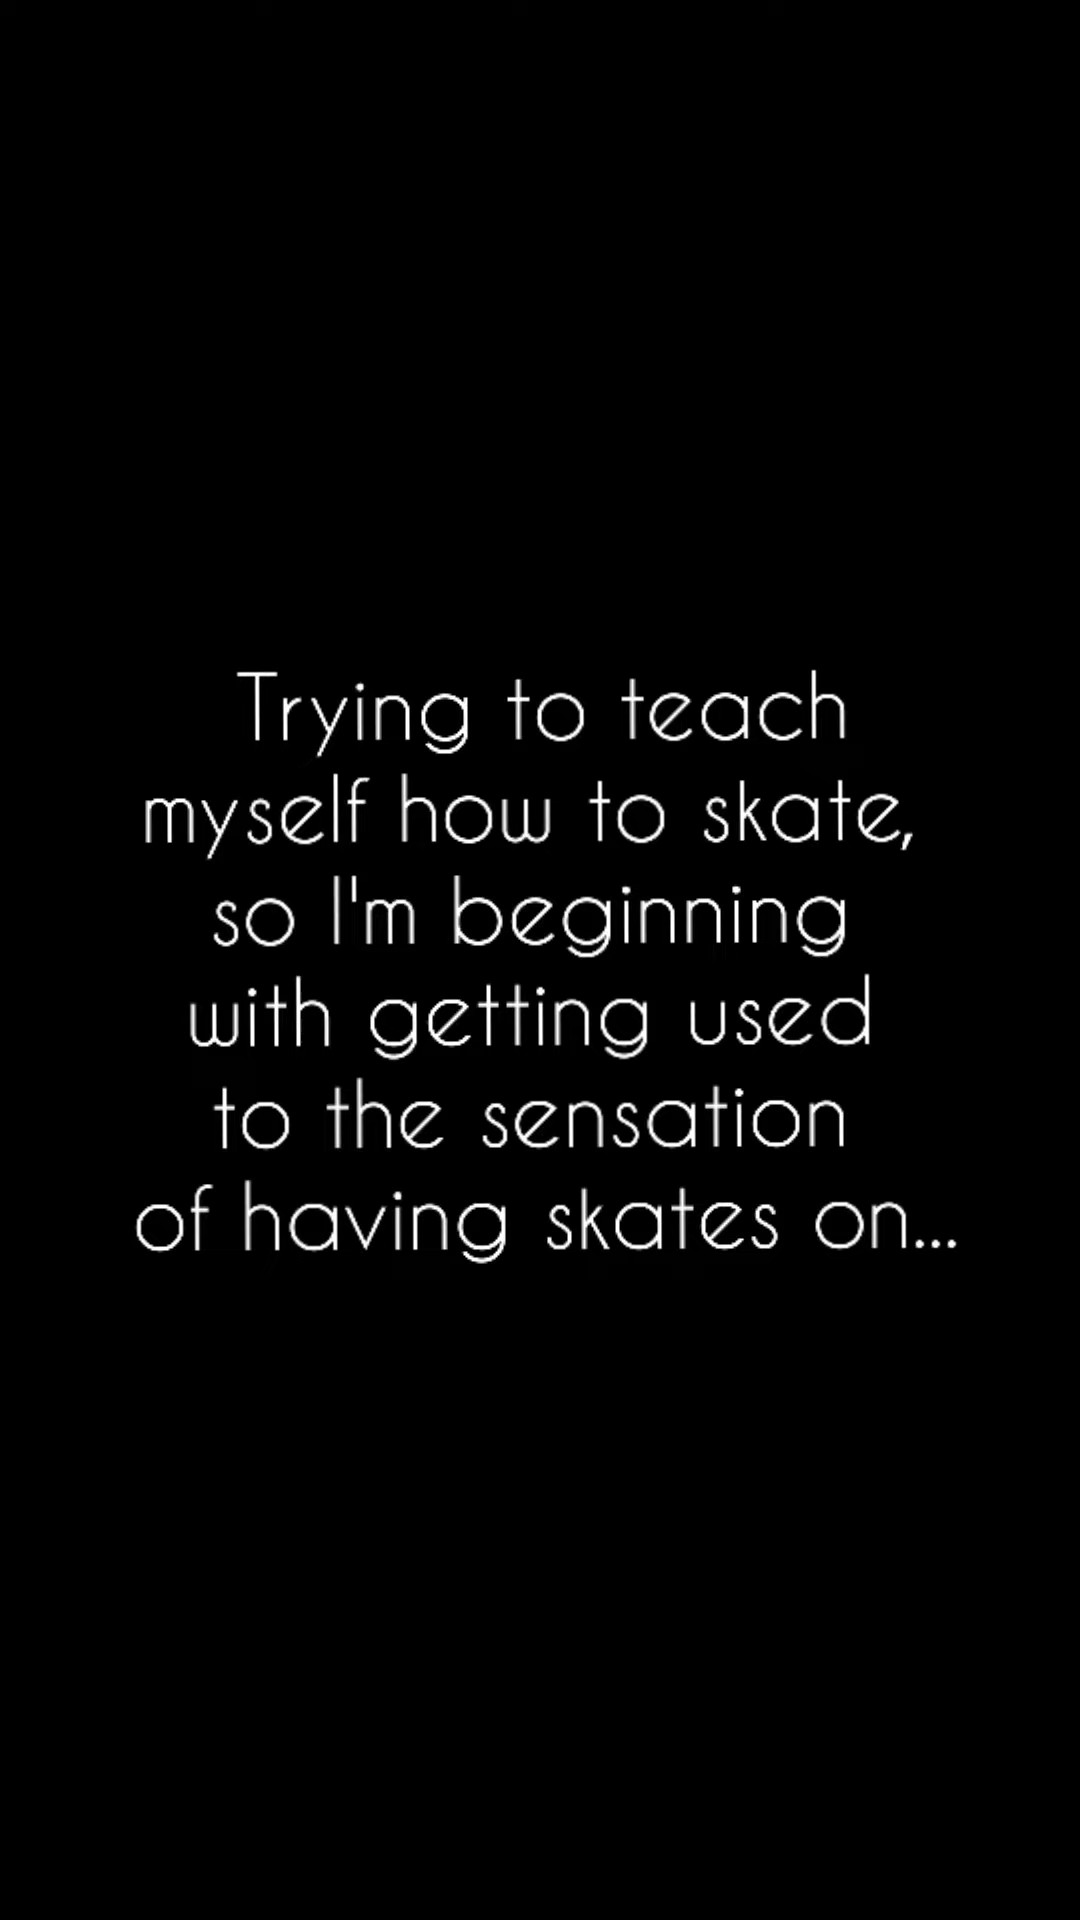 Trying to teach
myself how to skate,
so I'm beginning
with getting used
to the sensation
of having skates on...